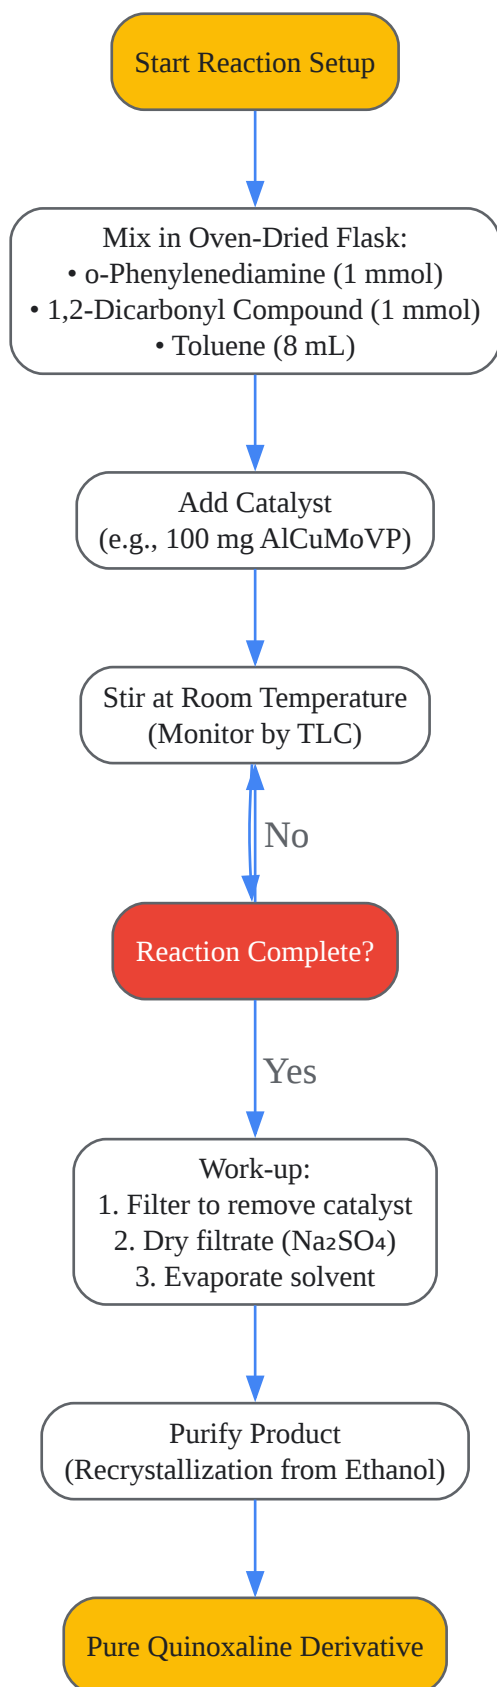 Start Reaction Setup
Mix in Oven-Dried Flask:
• o-Phenylenediamine (1 mmol)
• 1,2-Dicarbonyl Compound (1 mmol)
• Toluene (8 mL)
Add Catalyst
(e.g., 100 mg AlCuMoVP)
Stir at Room Temperature
(Monitor by TLC)
No
Reaction Complete?
Yes
Work-up:
1. Filter to remove catalyst
2. Dry filtrate (Na₂SO₄)
3. Evaporate solvent
Purify Product
(Recrystallization from Ethanol)
Pure Quinoxaline Derivative